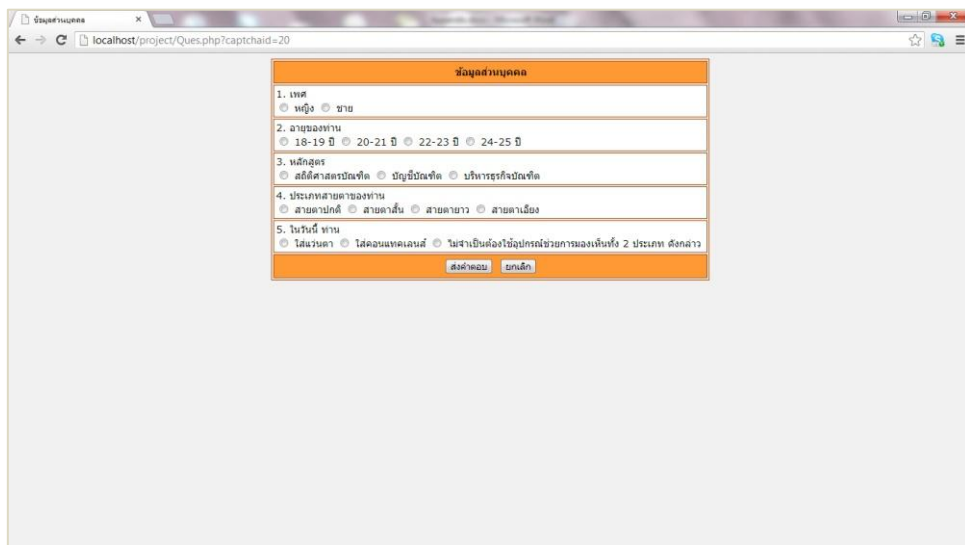 ข้อมูลส่วนบุคคล
localhost/project/Ques.php?captchaid=20
ข้อมูลส่วนบุคคล
1. เพศ
หญิง ชาย
2. อายุของท่าน
18-19 ปี 20-21 ปี 22-23 ปี 24-25 ปี
3. หลักสูตร
สถิติศาสตรบัณฑิต บัญชีบัณฑิต บริหารธุรกิจบัณฑิต
4. ประเภทสายตาของท่าน
สายตาปกติ สายตาสั้น สายตายาว สายตาเอียง
5. ในวันนี้ ท่าน
ใส่แว่นตา ใส่คอนแทคเลนส์ ไม่จำเป็นต้องใช้อุปกรณ์ช่วยการมองเห็นทั้ง 2 ประเภท ดังกล่าว
ส่งคำตอบ ยกเลิก